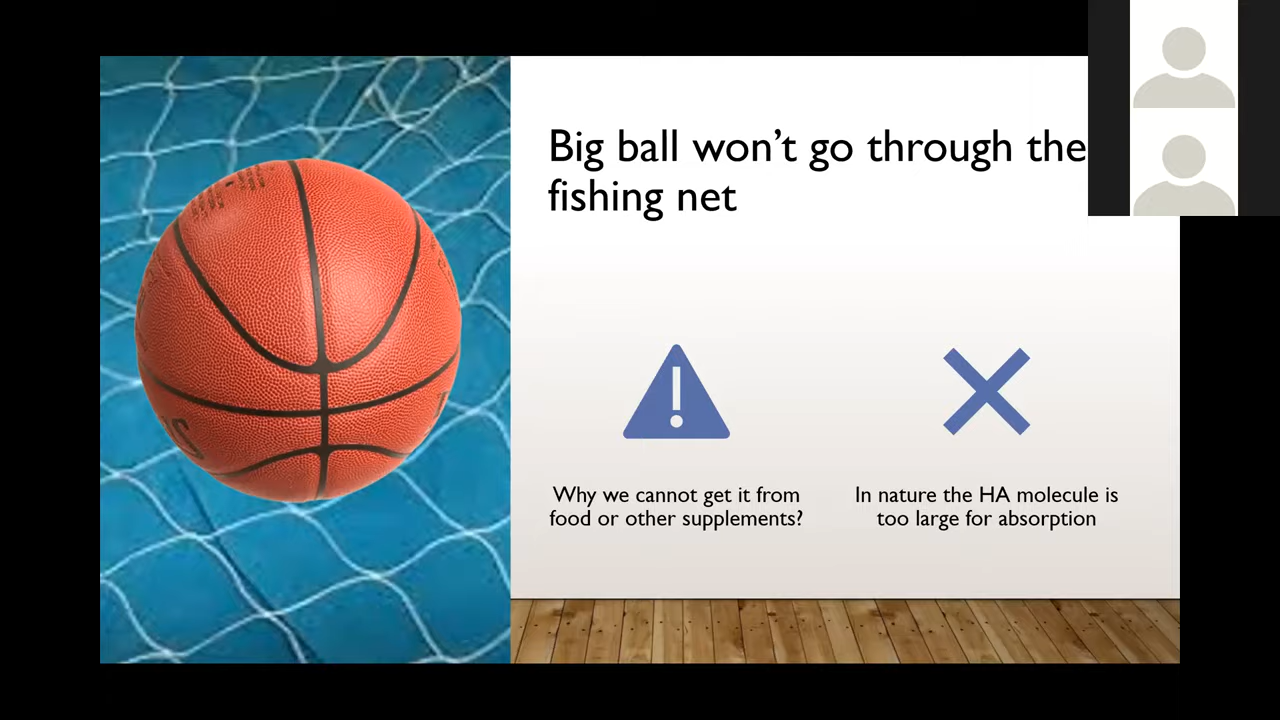 Big ball won’t go through the
fishing net
Why we cannot get it from
food or other supplements?
In nature the HA molecule is
too large for absorption